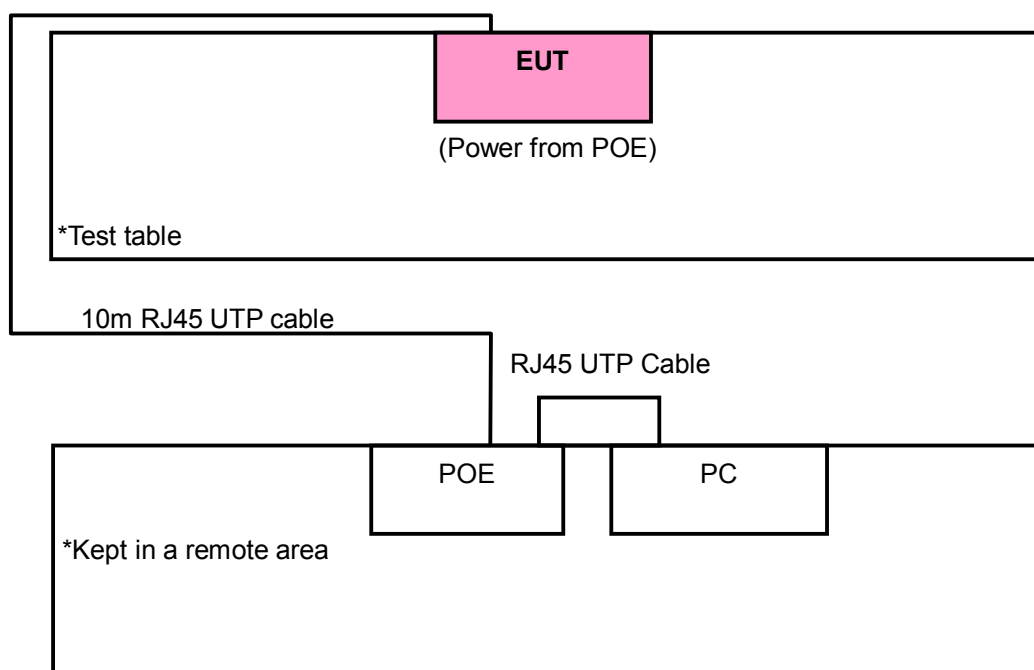 EUT
(Power from POE)
*Test table
10m RJ45 UTP cable
RJ45 UTP Cable
POE
PC
*Kept in a remote area